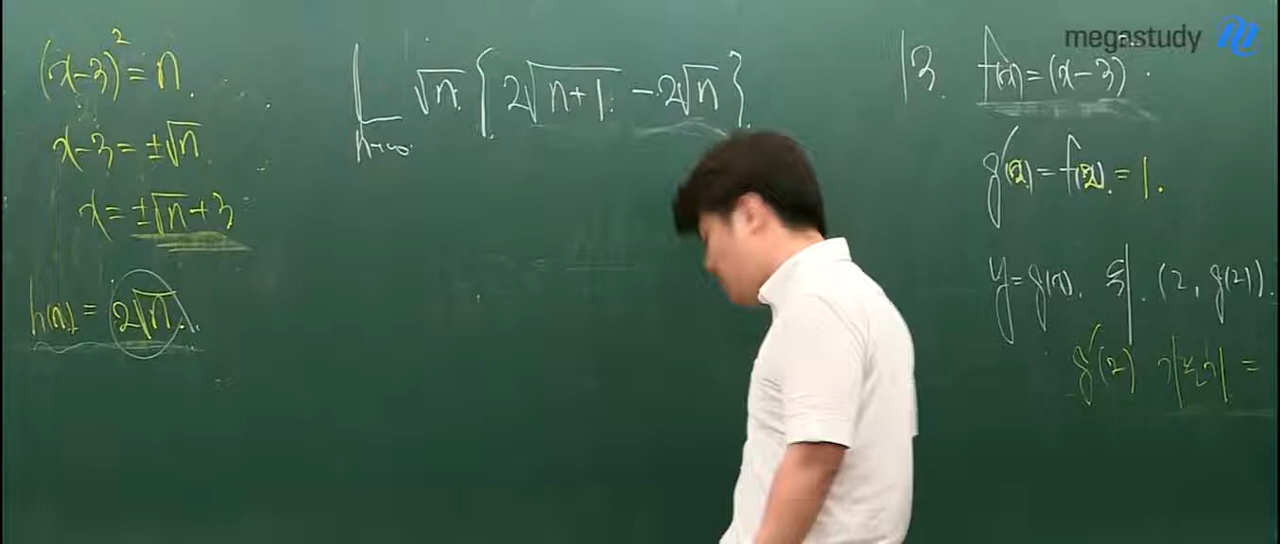 (x-3)² = n.
x-3 = ±√n
x = ±√n+3
h(n) = 2√n.
lim n→∞ √n {2√(n+1) - 2√n}
megastudy
13. f(x) = (x-3)².
g'(2) = f(2) = 1.
y = g(x). 의 (2, g(2)).
g'(2) 기울기 =